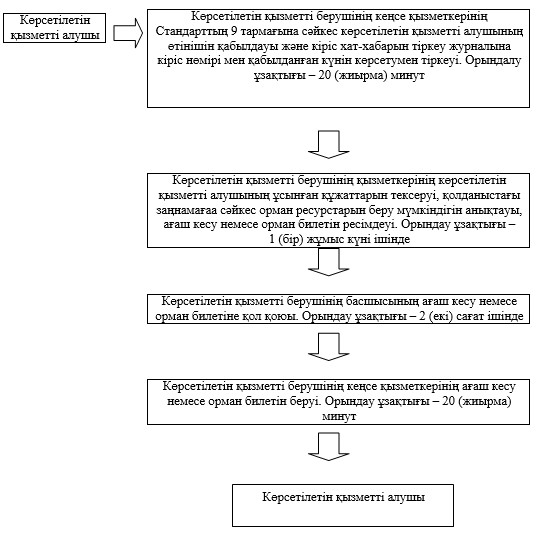 Көрсетілетін
қызметті алушы
Көрсетілетін қызметті берушінің кеңсе қызметкерінің
Стандарттың 9 тармағына сәйкес көрсетілетін қызметті алушының
өтінішін қабылдауы және кіріс хат-хабарын тіркеу журналына
кіріс нөмірі мен қабылданған күнін көрсетумен тіркеуі. Орындалу
ұзақтығы – 20 (жиырма) минут
Көрсетілетін қызметті берушінің қызметкерінің көрсетілетін
қызметті алушының ұсынған құжаттарын тексеруі, қолданыстағы
заңнамағаа сәйкес орман ресурстарын беру мүмкіндігін анықтауы,
ағаш кесу немесе орман билетін ресімдеуі. Орындау ұзақтығы –
1 (бір) жұмыс күні ішінде
Көрсетілетін қызметті берушінің басшысының ағаш кесу немесе
орман билетіне қол қоюы. Орындау ұзақтығы – 2 (екі) сағат ішінде
Көрсетілетін қызметті берушінің кеңсе қызметкерінің ағаш кесу
немесе орман билетін беруі. Орындау ұзақтығы – 20 (жиырма)
минут
Көрсетілетін қызметті алушы